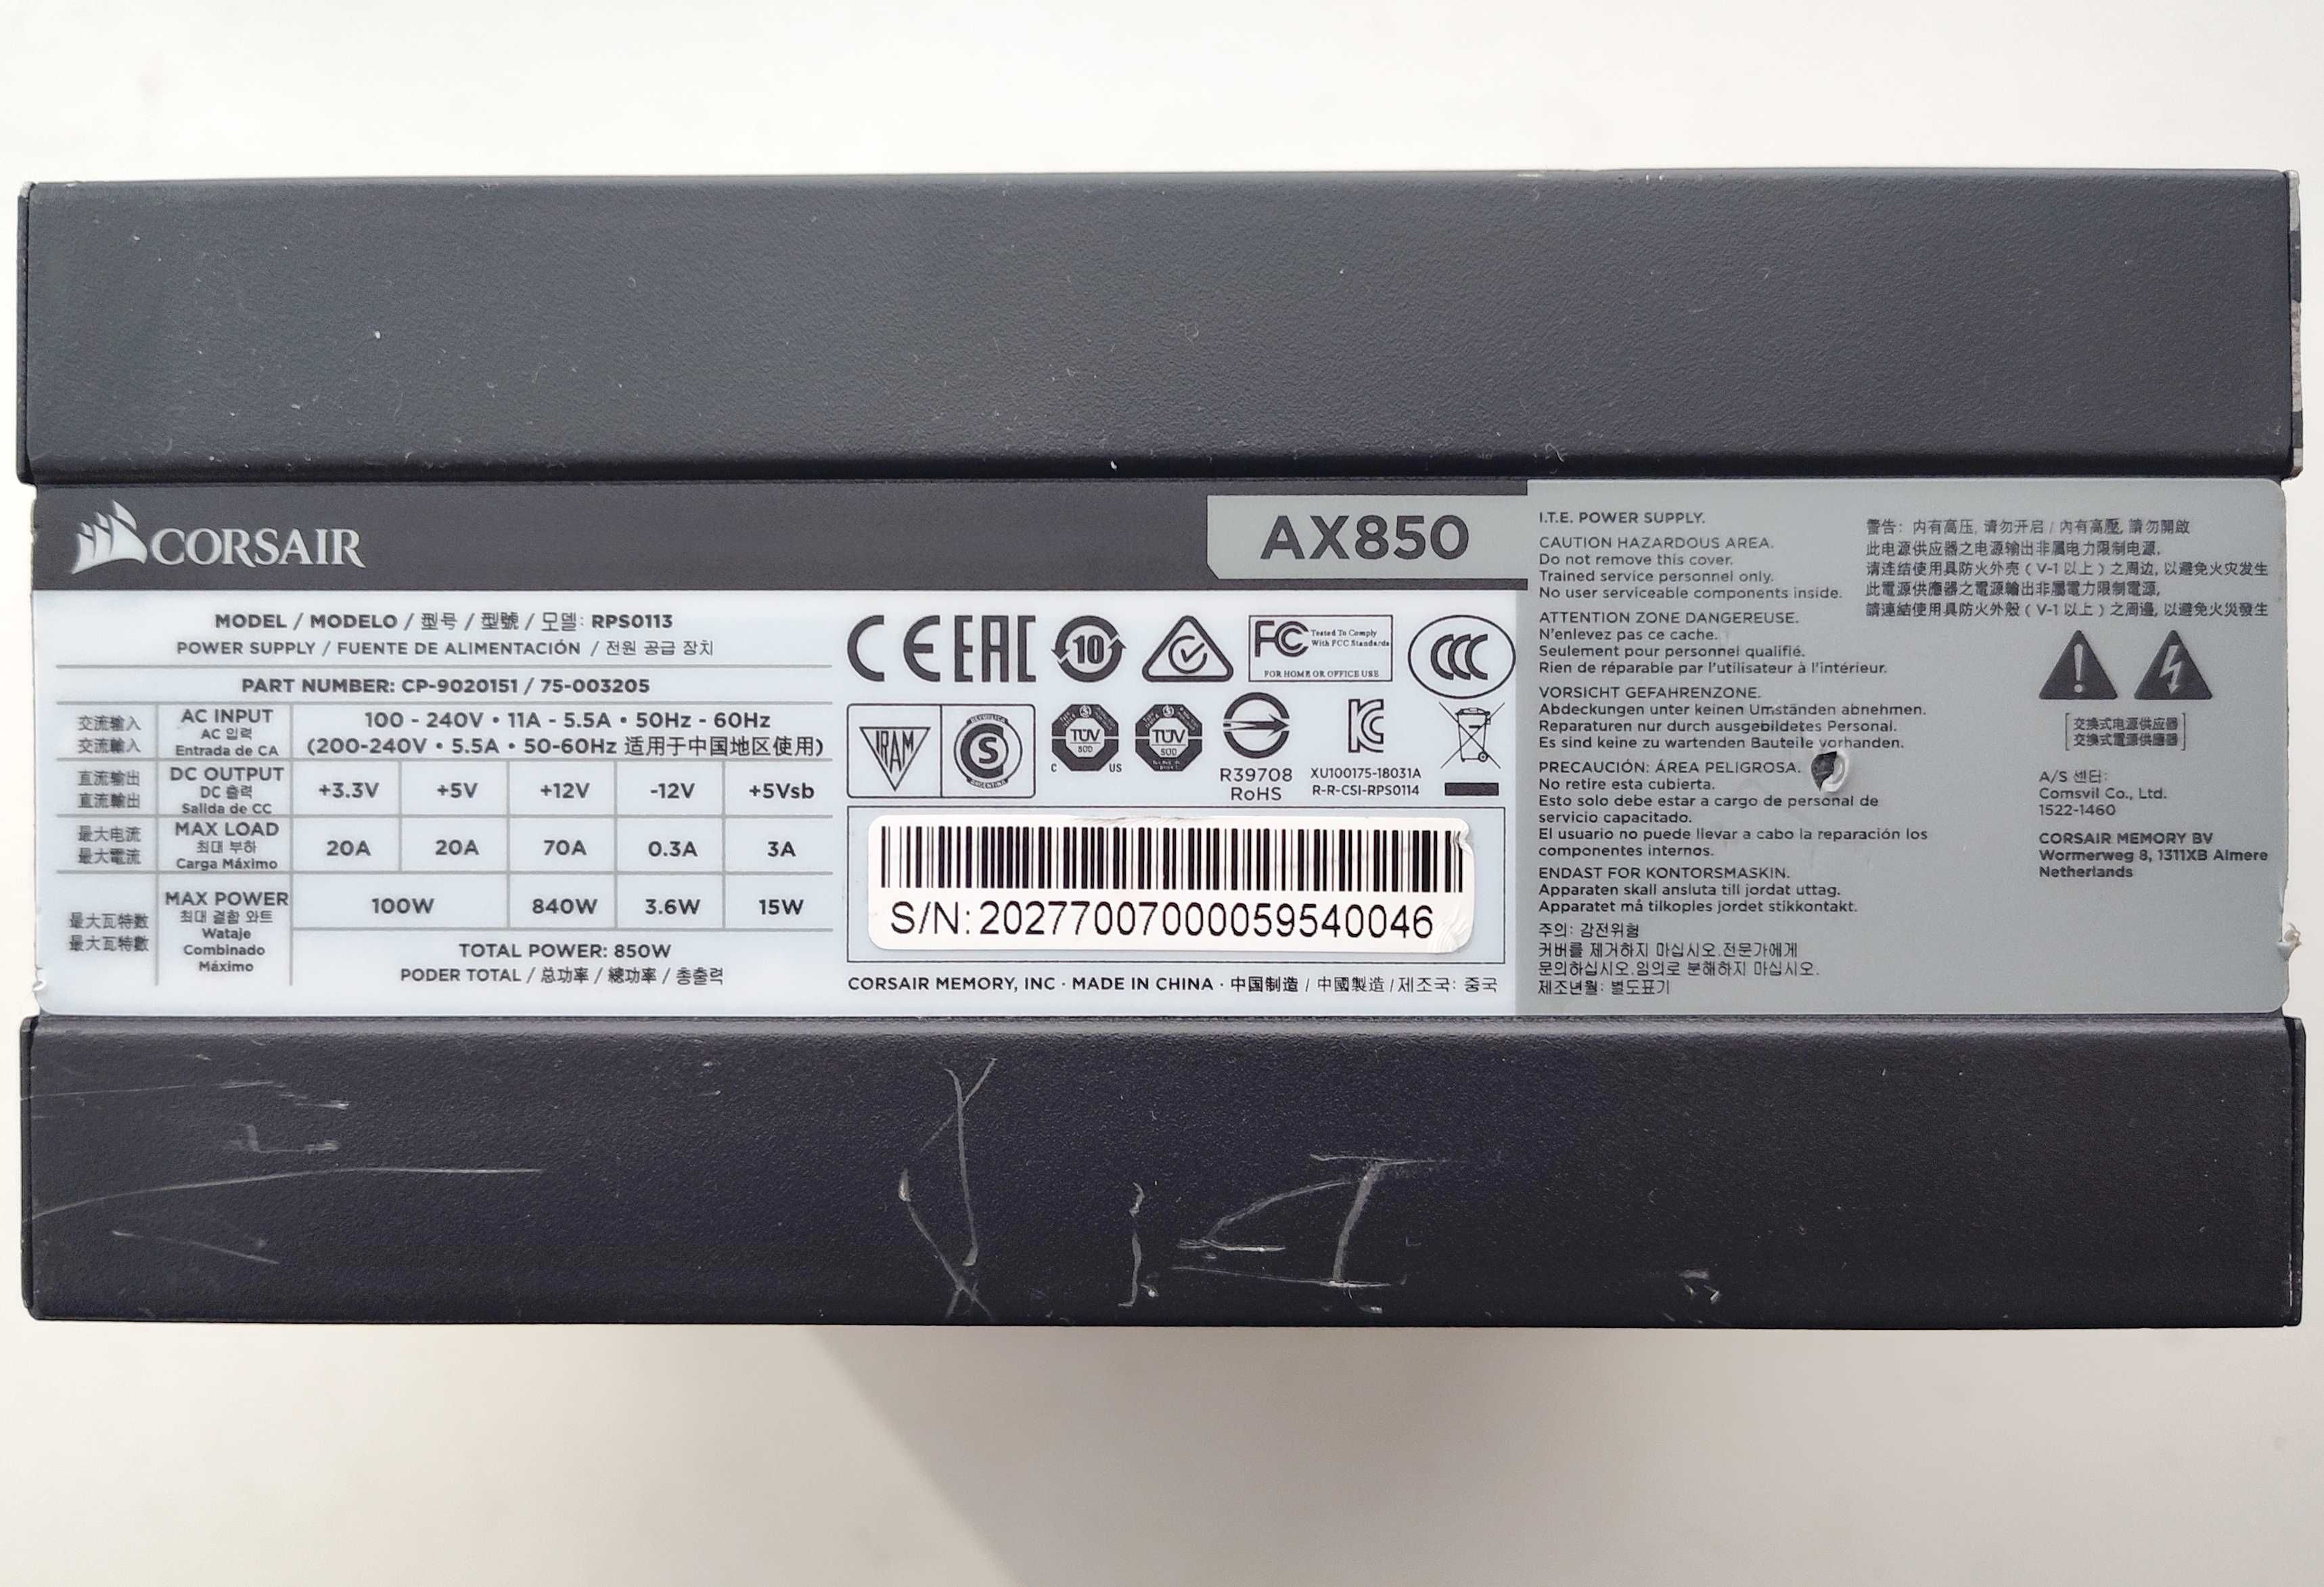 CORSAIR
AX850
MODEL / MODELO / 型号 / 型號 / 모델: RPS0113
POWER SUPPLY / FUENTE DE ALIMENTACIÓN / 전원 공급 장치
PART NUMBER: CP-9020151 / 75-003205
交流输入
交流輸入
AC INPUT
AC 입력
Entrada de CA
100 - 240V • 11A - 5.5A • 50Hz - 60Hz
(200-240V • 5.5A • 50-60Hz 适用于中国地区使用)
直流输出
直流輸出
DC OUTPUT
DC 출력
Salida de CC
+3.3V +5V +12V -12V +5Vsb
最大电流
最大電流
MAX LOAD
최대 부하
Carga Máximo
20A 20A 70A 0.3A 3A
最大瓦特数
最大瓦特數
MAX POWER
최대 결합 와트
Wataje
Combinado
Máximo
100W 840W 3.6W 15W
TOTAL POWER: 850W
PODER TOTAL / 总功率 / 總功率 / 총출력
CE EAC 10 FC Tested To Comply
With FCC Standards
FOR HOME OR OFFICE USE
CCC
IRAM
S
TÜV
SÜD
C US
TÜV
SÜD
R39708
RoHS
KC
XU100175-18031A
R-R-CSI-RPS0114
S/N: 20277007000059540046
CORSAIR MEMORY, INC · MADE IN CHINA · 中国制造 / 中國製造 / 제조국: 중국
I.T.E. POWER SUPPLY.
CAUTION HAZARDOUS AREA.
Do not remove this cover.
Trained service personnel only.
No user serviceable components inside.
ATTENTION ZONE DANGEREUSE.
N'enlevez pas ce cache.
Seulement pour personnel qualifié.
Rien de réparable par l'utilisateur à l'intérieur.
VORSICHT GEFAHRENZONE.
Abdeckungen unter keinen Umständen abnehmen.
Reparaturen nur durch ausgebildetes Personal.
Es sind keine zu wartenden Bauteile vorhanden.
PRECAUCIÓN: ÁREA PELIGROSA.
No retire esta cubierta.
Esto solo debe estar a cargo de personal de
servicio capacitado.
El usuario no puede llevar a cabo la reparación los
componentes internos.
ENDAST FOR KONTORSMASKIN.
Apparaten skall ansluta till jordat uttag.
Apparatet må tilkoples jordet stikkontakt.
주의: 감전위험
커버를 제거하지 마십시오.전문가에게
문의하십시오.임의로 분해하지 마십시오.
제조년월: 별도표기
警告: 内有高压, 请勿开启 / 內有高壓, 請勿開啟
此电源供应器之电源输出非属电力限制电源,
请连结使用具防火外壳 ( V-1 以上 ) 之周边, 以避免火灾发生
此電源供應器之電源輸出非屬電力限制電源,
請連結使用具防火外殼 ( V-1 以上 ) 之周邊, 以避免火災發生
交换式电源供应器
交換式電源供應器
A/S 센터:
Comsvil Co., Ltd.
1522-1460
CORSAIR MEMORY BV
Wormerweg 8, 1311XB Almere
Netherlands